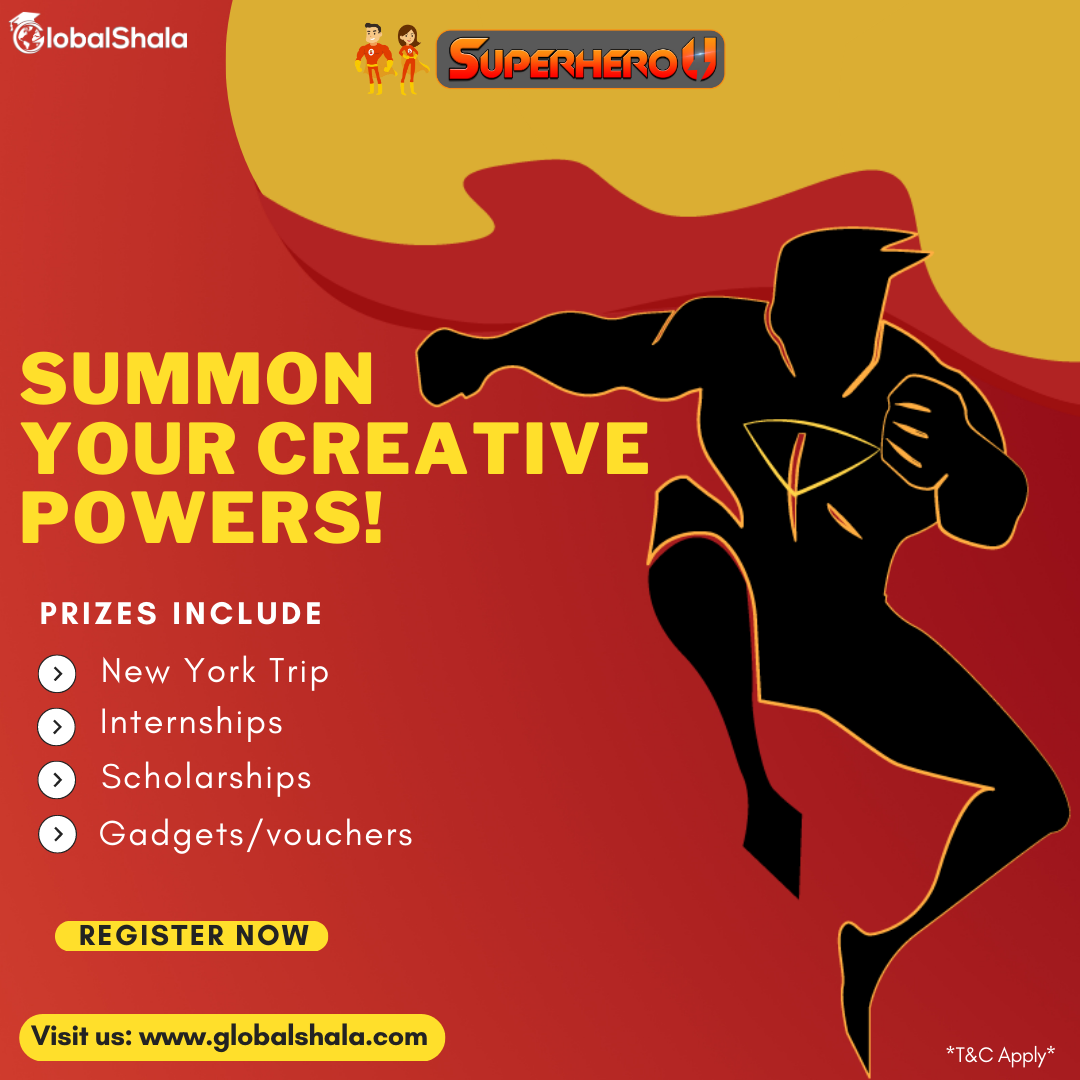 GlobalShala
SUPERHERO U
SUMMON
YOUR CREATIVE
POWERS!
PRIZES INCLUDE
New York Trip
Internships
Scholarships
Gadgets/vouchers
REGISTER NOW
Visit us: www.globalshala.com
*T&C Apply*